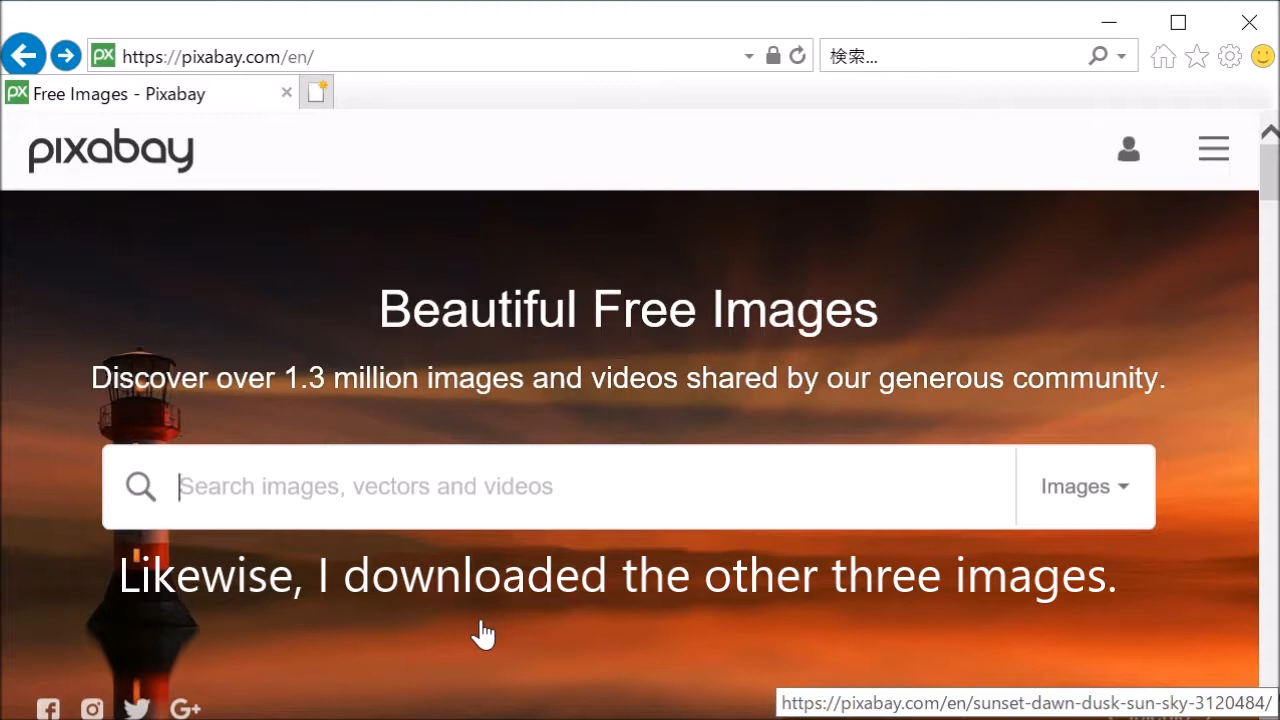 https://pixabay.com/en/
検索...
Free Images - Pixabay
pixabay
Beautiful Free Images
Discover over 1.3 million images and videos shared by our generous community.
Search images, vectors and videos
Images
Likewise, I downloaded the other three images.
https://pixabay.com/en/sunset-dawn-dusk-sun-sky-3120484/